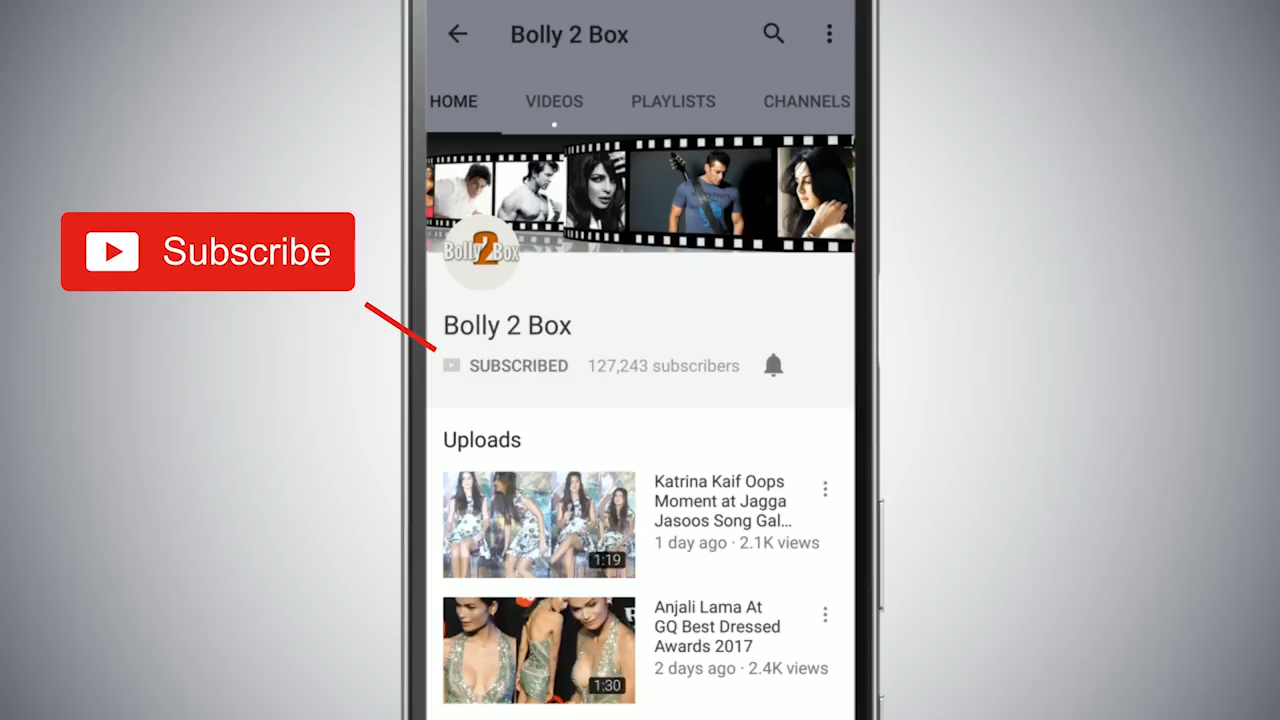 Bolly 2 Box
HOME VIDEOS PLAYLISTS CHANNELS
Bolly 2 Box
Subscribe
Bolly 2 Box
SUBSCRIBED 127,243 subscribers
Uploads
Katrina Kaif Oops
Moment at Jagga
Jasoos Song Gal...
1 day ago · 2.1K views
1:19
Anjali Lama At
GQ Best Dressed
Awards 2017
2 days ago · 2.4K views
1:30